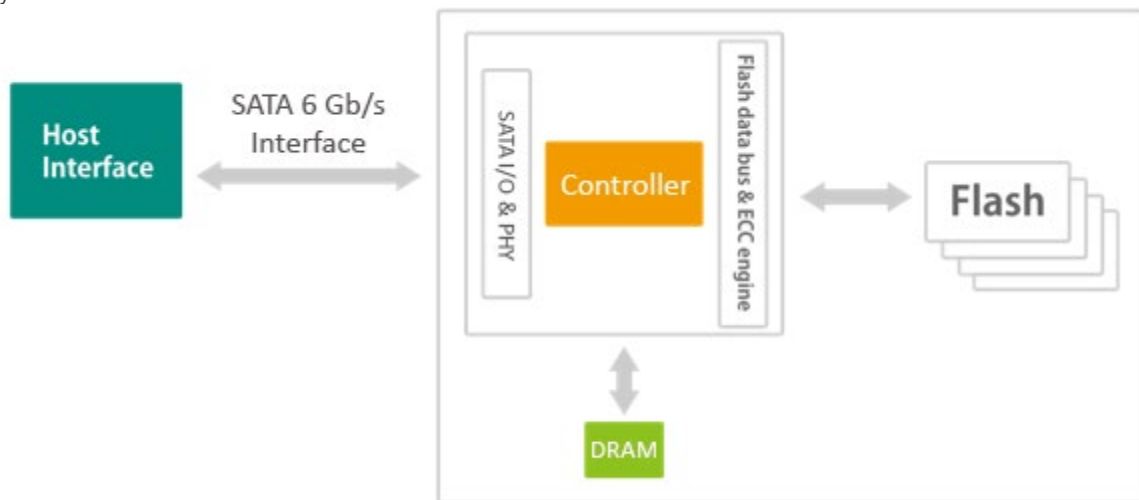 Host
Interface
SATA 6 Gb/s
Interface
SATA I/O & PHY
Controller
Flash data bus & ECC engine
Flash
DRAM